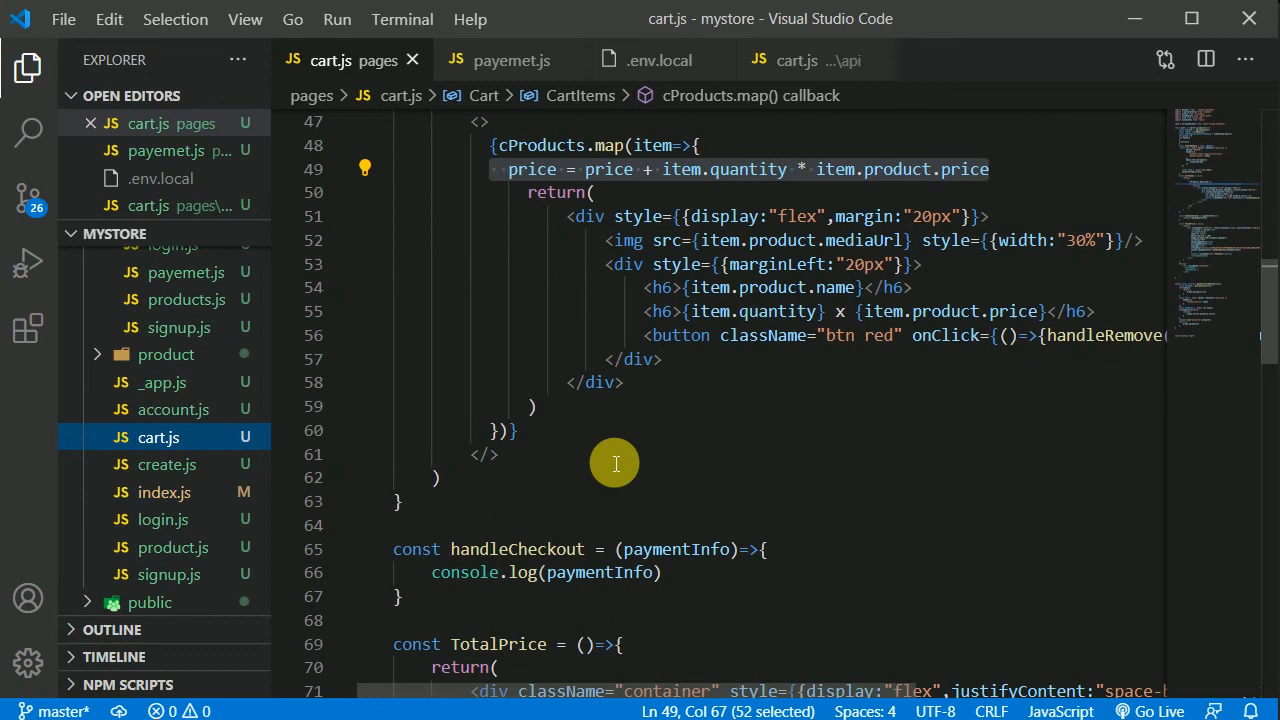 File Edit Selection View Go Run Terminal Help cart.js - mystore - Visual Studio Code
EXPLORER ... JS cart.js pages JS payemet.js .env.local JS cart.js ...\api ...
OPEN EDITORS
JS cart.js pages U
JS payemet.js p... U
.env.local
JS cart.js pages\... U
MYSTORE
login.js U
JS payemet.js U
JS products.js U
JS signup.js U
product
JS _app.js U
JS account.js U
JS cart.js U
JS create.js U
JS index.js M
JS login.js U
JS product.js U
JS signup.js U
public
OUTLINE
TIMELINE
NPM SCRIPTS
26
pages > JS cart.js > Cart > CartItems > cProducts.map() callback
47 <>
48 {cProducts.map(item=>{
49 price = price + item.quantity * item.product.price
50 return(
51 <div style={{display:"flex",margin:"20px"}}>
52 <img src={item.product.mediaUrl} style={{width:"30%"}}/>
53 <div style={{marginLeft:"20px"}}>
54 <h6>{item.product.name}</h6>
55 <h6>{item.quantity} x {item.product.price}</h6>
56 <button className="btn red" onClick={()=>{handleRemove(
57 </div>
58 </div>
59 )
60 })}
61 </>
62 )
63 }
64
65 const handleCheckout = (paymentInfo)=>{
66 console.log(paymentInfo)
67 }
68
69 const TotalPrice = ()=>{
70 return(
71 <div className="container" style={{display:"flex",justifyContent:"space-b
master* 0 0 Ln 49, Col 67 (52 selected) Spaces: 4 UTF-8 CRLF JavaScript Go Live